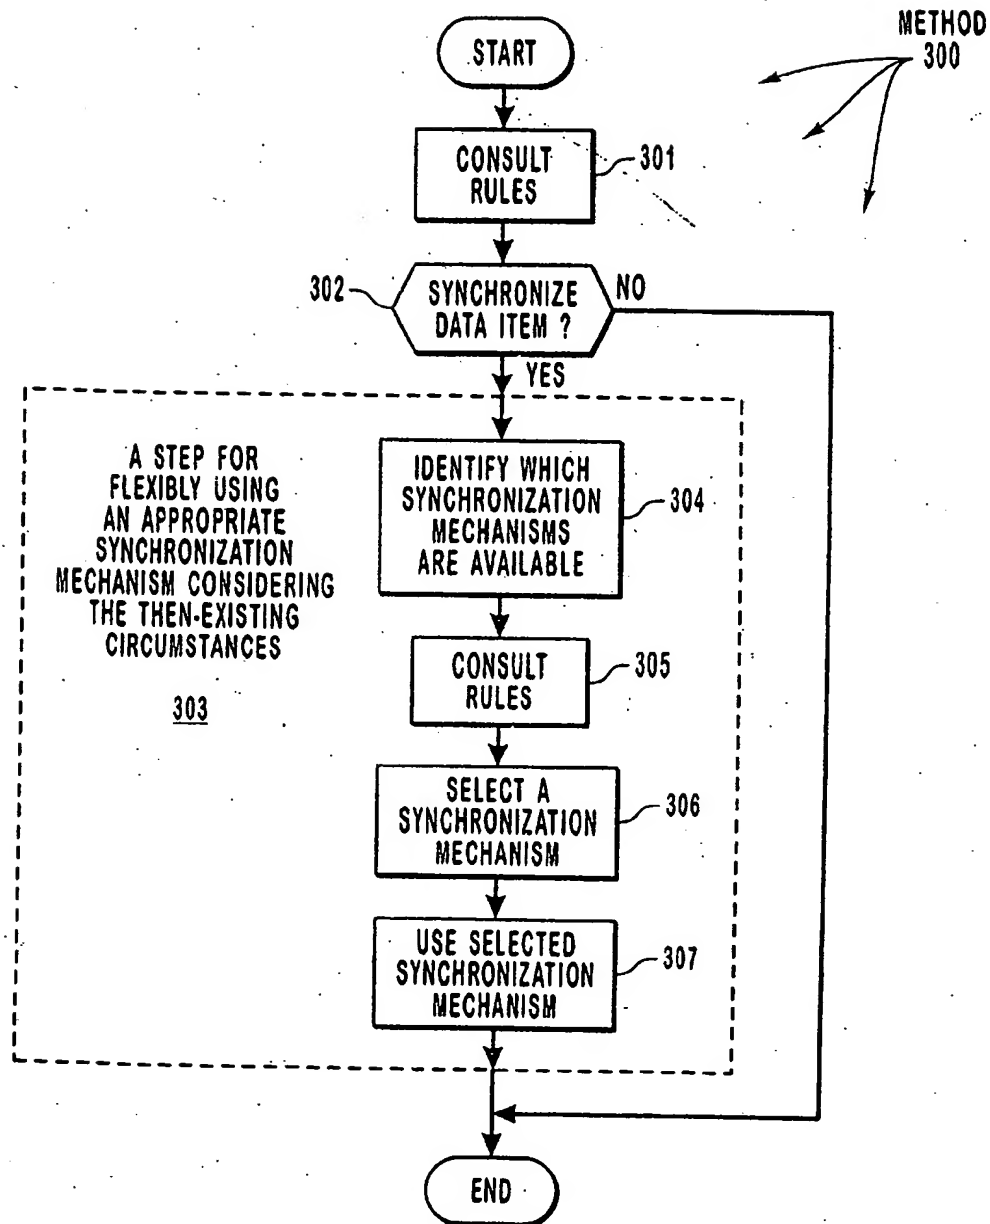 METHOD
300
START
CONSULT
RULES
301
302
SYNCHRONIZE
DATA ITEM ?
NO
YES
A STEP FOR
FLEXIBLY USING
AN APPROPRIATE
SYNCHRONIZATION
MECHANISM CONSIDERING
THE THEN-EXISTING
CIRCUMSTANCES
303
IDENTIFY WHICH
SYNCHRONIZATION
MECHANISMS
ARE AVAILABLE
304
CONSULT
RULES
305
SELECT A
SYNCHRONIZATION
MECHANISM
306
USE SELECTED
SYNCHRONIZATION
MECHANISM
307
END